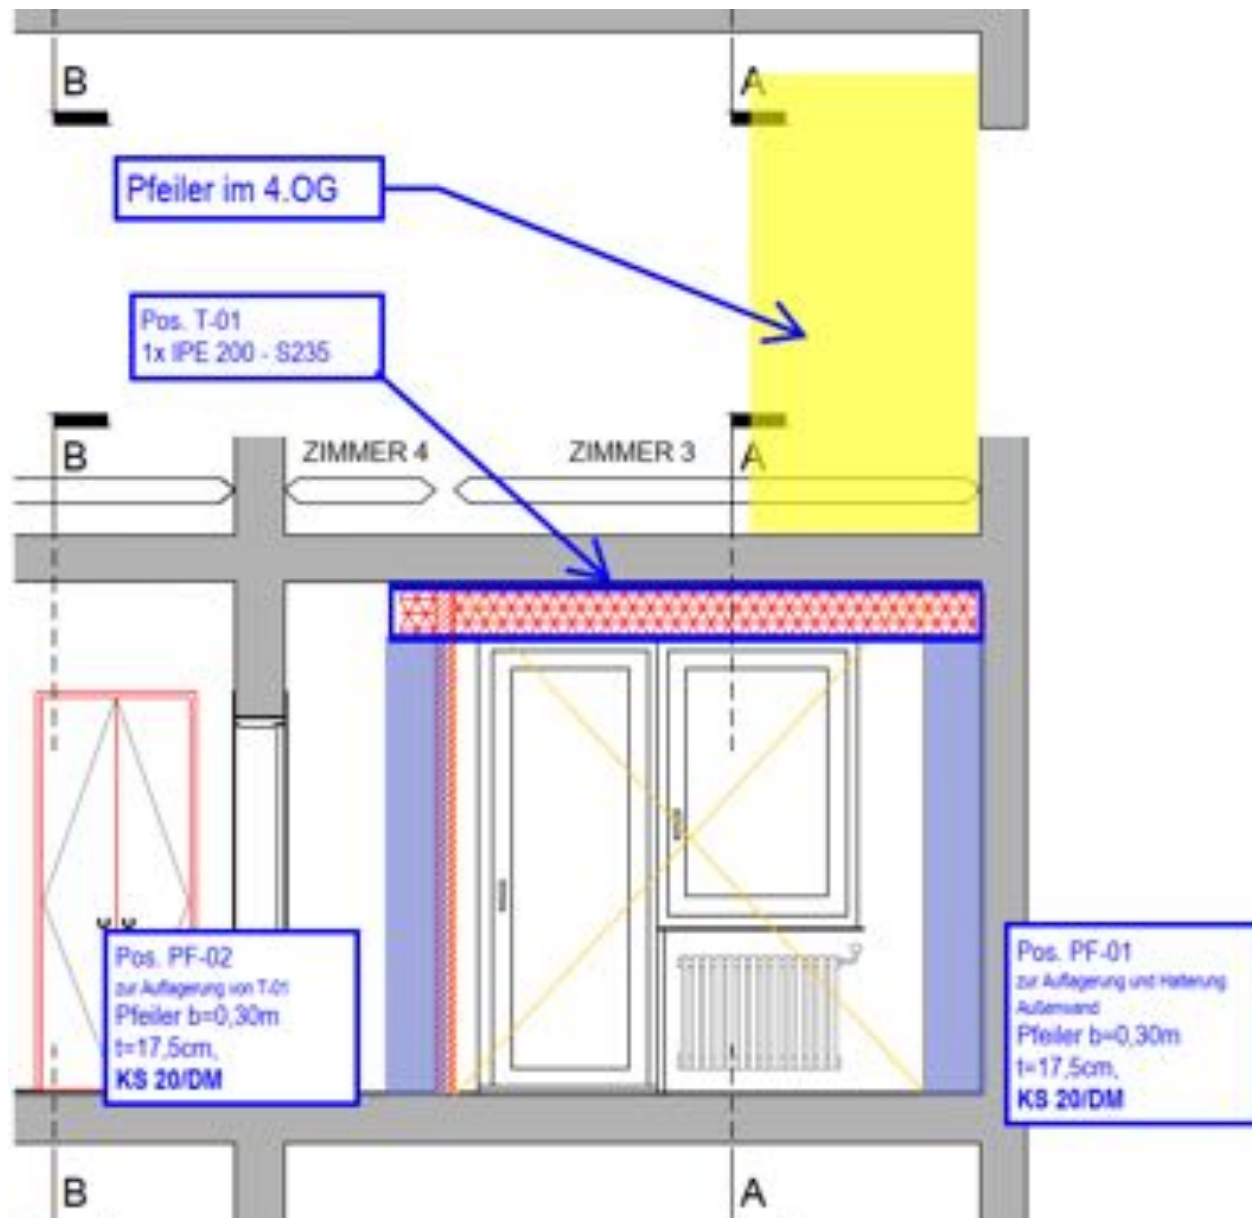 B
A
Pfeiler im 4.OG
Pos. T-01
1x IPE 200 - S235
B
ZIMMER 4
ZIMMER 3
A
Pos. PF-02
zur Auflagerung von T-01
Pfeiler b=0,30m
t=17,5cm,
KS 20/DM
Pos. PF-01
zur Auflagerung und Halterung
Außenwand
Pfeiler b=0,30m
t=17,5cm,
KS 20/DM
B
A